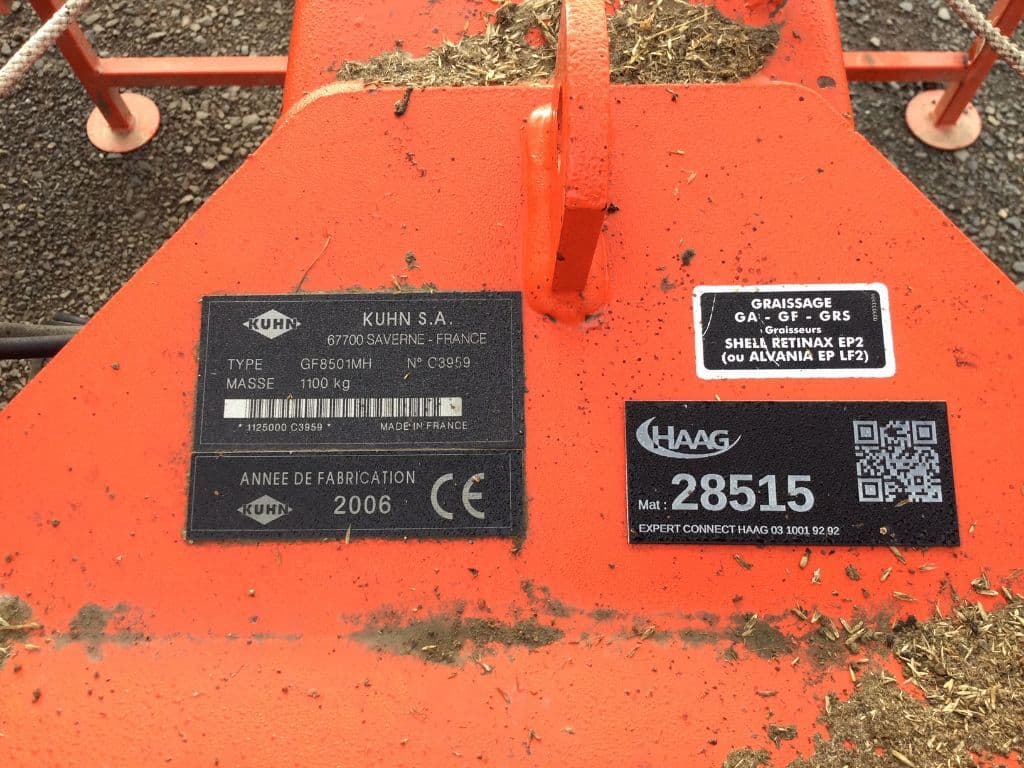 KUHN
KUHN S.A.
67700 SAVERNE - FRANCE
TYPE GF8501MH N° C3959
MASSE 1100 kg
* 1125000 C3959 * MADE IN FRANCE
ANNEE DE FABRICATION
KUHN 2006 CE
GRAISSAGE
GA - GF - GRS
Graisseurs
SHELL RETINAX EP2
(ou ALVANIA EP LF2)
HAAG
Mat : 28515
EXPERT CONNECT HAAG 03 1001 92 92